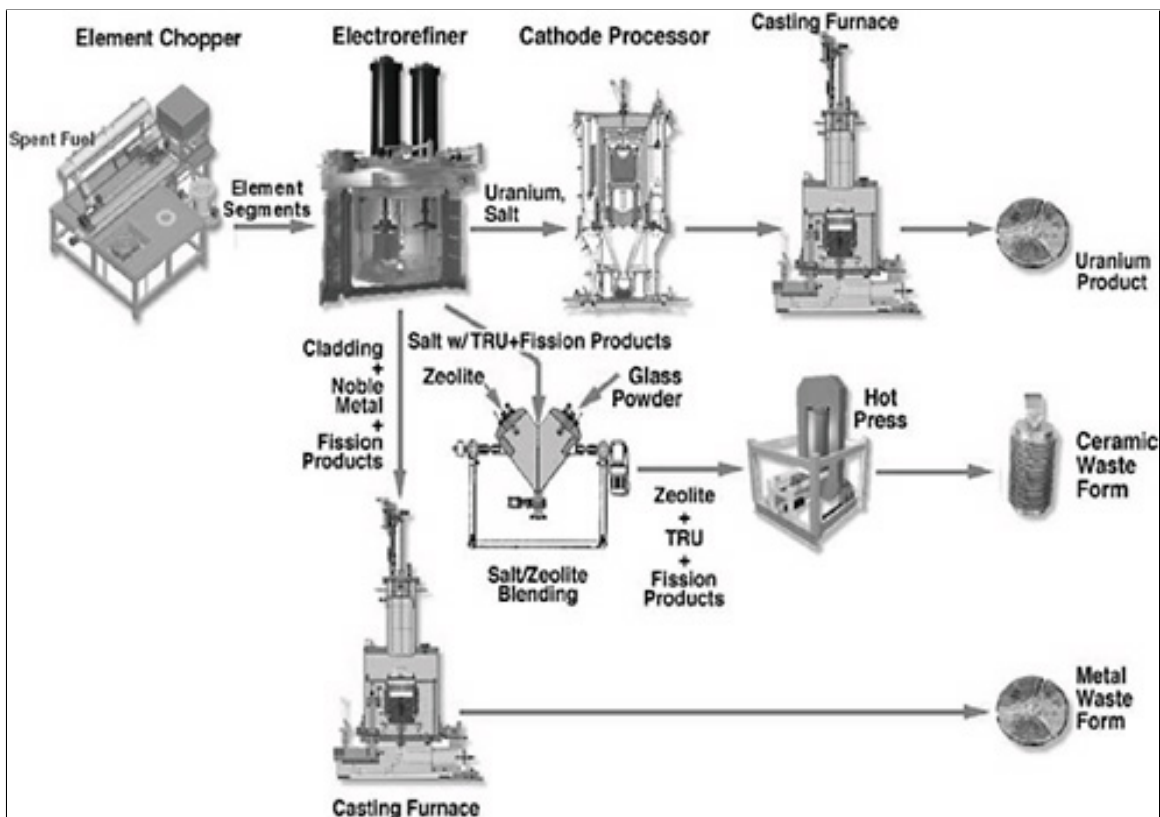 Element Chopper
Electrorefiner
Cathode Processor
Casting Furnace
Spent Fuel
Element
Segments
Uranium,
Salt
Uranium
Product
Salt w/ TRU+Fission Products
Cladding
+
Noble
Metal
+
Fission
Products
Zeolite
Glass
Powder
Hot
Press
Ceramic
Waste
Form
Zeolite
+
TRU
+
Fission
Products
Salt/Zeolite
Blending
Metal
Waste
Form
Casting Furnace